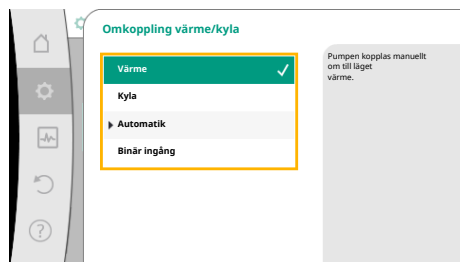 Omkoppling värme/kyla
Värme
Kyla
Automatik
Binär ingång
Pumpen kopplas manuellt
om till läget
värme.